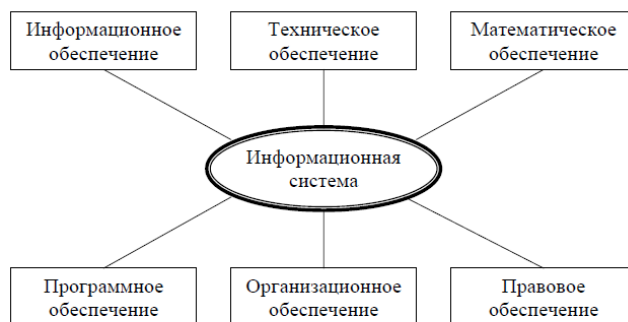 Информационное
обеспечение
Техническое
обеспечение
Математическое
обеспечение
Информационная
система
Программное
обеспечение
Организационное
обеспечение
Правовое
обеспечение